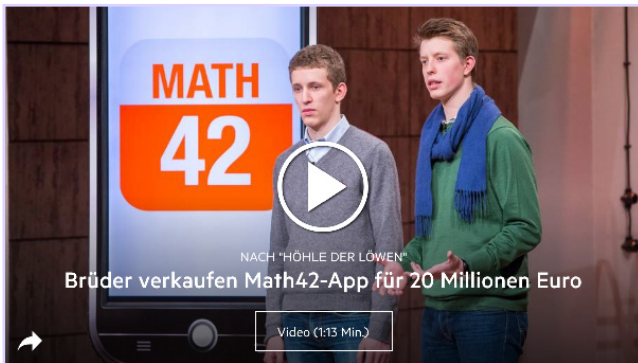 MATH
42
NACH "HÖHLE DER LÖWEN"
Brüder verkaufen Math42-App für 20 Millionen Euro
Video (1:13 Min.)